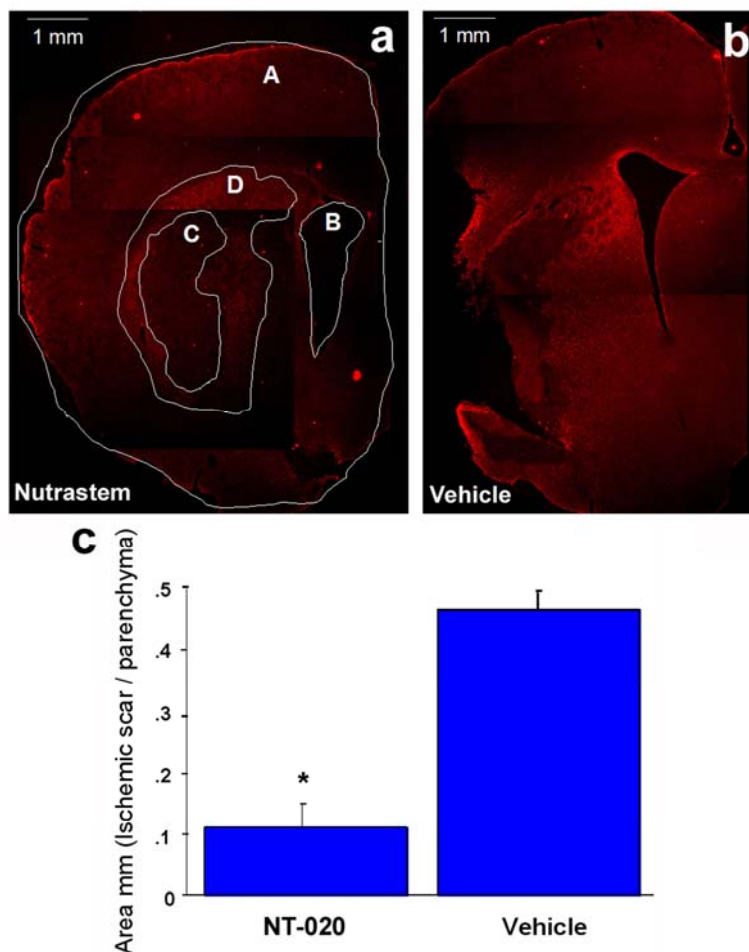 1 mm
a
A
D
C
B
Nutrastem
1 mm
b
Vehicle
c
Area mm (Ischemic scar / parenchyma)
.5
.4
.3
.2
.1
0
*
NT-020
Vehicle